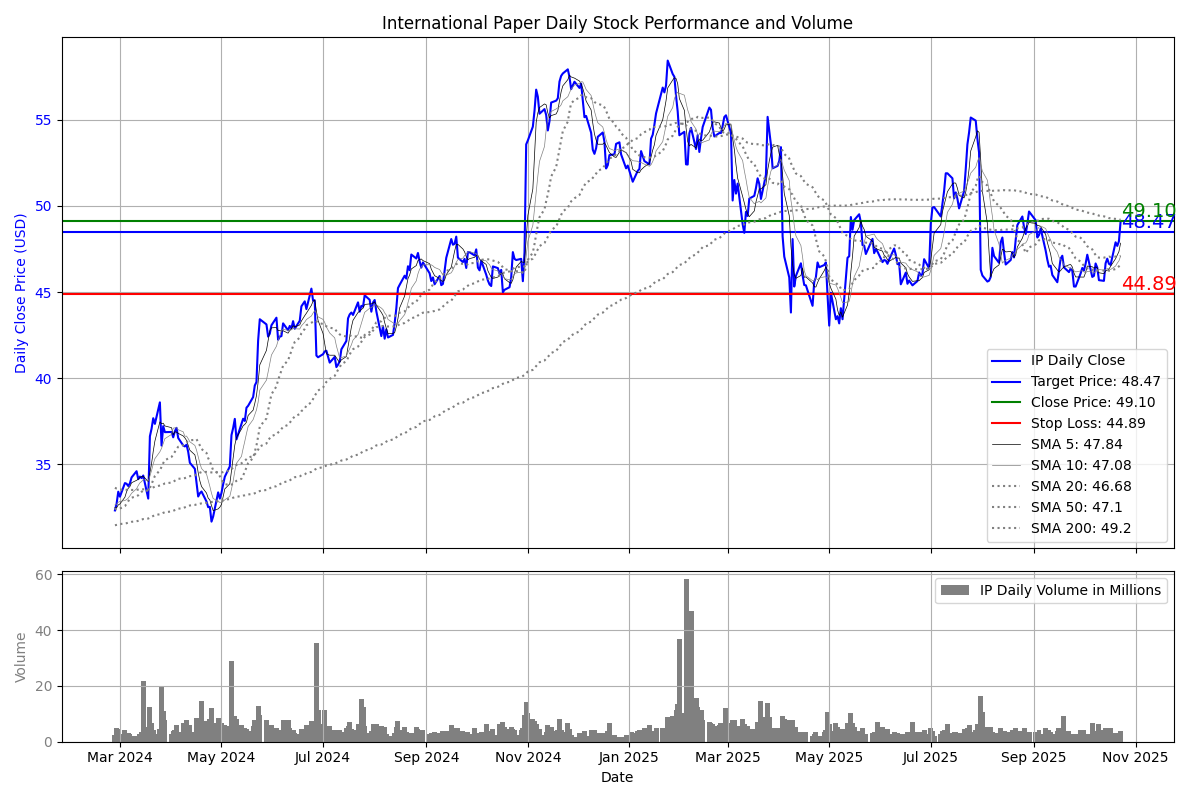 International Paper Daily Stock Performance and Volume
Daily Close Price (USD)
55
50
45
40
35
49.10
48.47
44.89
IP Daily Close
Target Price: 48.47
Close Price: 49.10
Stop Loss: 44.89
SMA 5: 47.84
SMA 10: 47.08
SMA 20: 46.68
SMA 50: 47.1
SMA 200: 49.2
Volume
60
40
20
0
IP Daily Volume in Millions
Mar 2024 May 2024 Jul 2024 Sep 2024 Nov 2024 Jan 2025 Mar 2025 May 2025 Jul 2025 Sep 2025 Nov 2025
Date